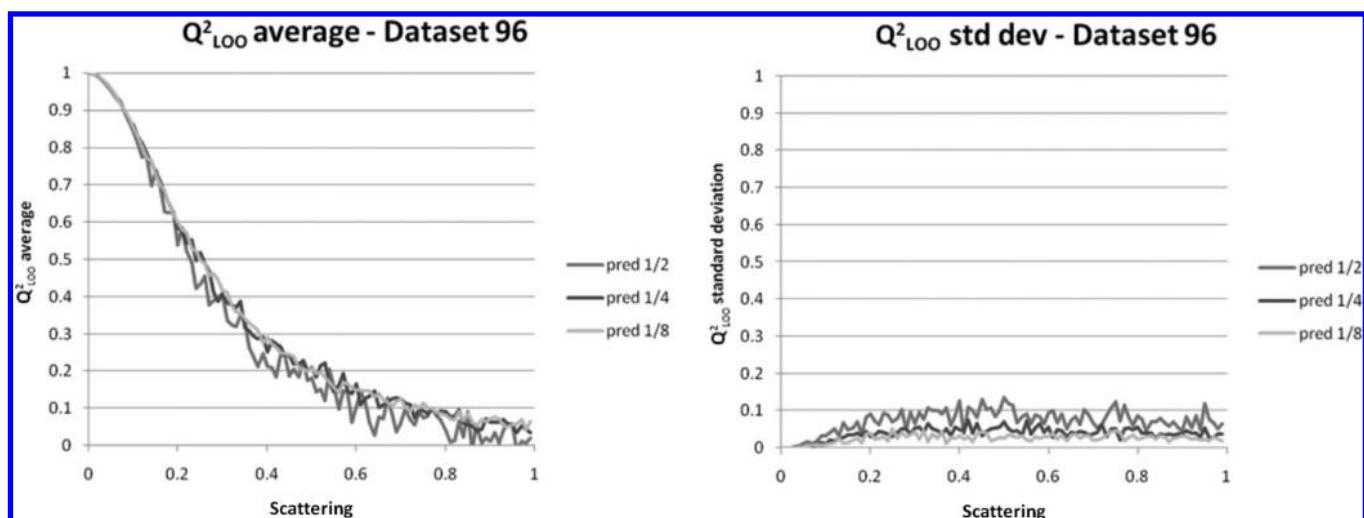 Q²LOO average - Dataset 96
1
0.9
0.8
0.7
0.6
0.5
0.4
0.3
0.2
0.1
0
Q²LOO average
0 0.2 0.4 0.6 0.8 1
Scattering
pred 1/2
pred 1/4
pred 1/8
Q²LOO std dev - Dataset 96
1
0.9
0.8
0.7
0.6
0.5
0.4
0.3
0.2
0.1
0
Q²LOO standard deviation
0 0.2 0.4 0.6 0.8 1
Scattering
pred 1/2
pred 1/4
pred 1/8